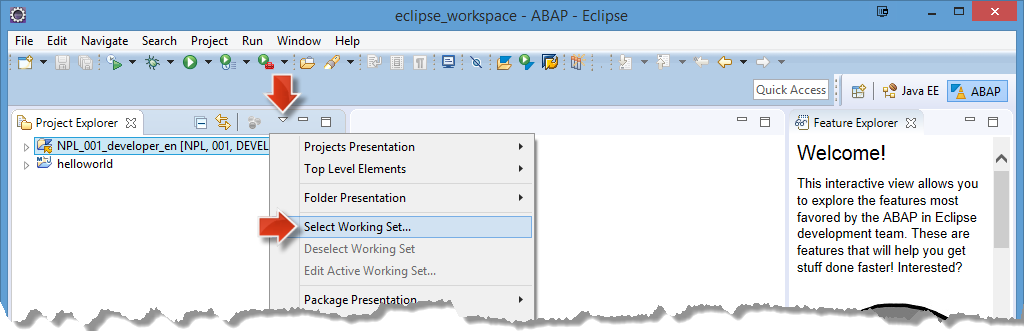 eclipse_workspace - ABAP - Eclipse
File Edit Navigate Search Project Run Window Help
Quick Access
Java EE
ABAP
Project Explorer
Feature Explorer
NPL_001_developer_en [NPL, 001, DEVEL
helloworld
Projects Presentation
Top Level Elements
Folder Presentation
Select Working Set...
Deselect Working Set
Edit Active Working Set...
Package Presentation
Welcome!
This interactive view allows you
to explore the features most
favored by the ABAP in Eclipse
development team. These are
features that will help you get
stuff done faster! Interested?